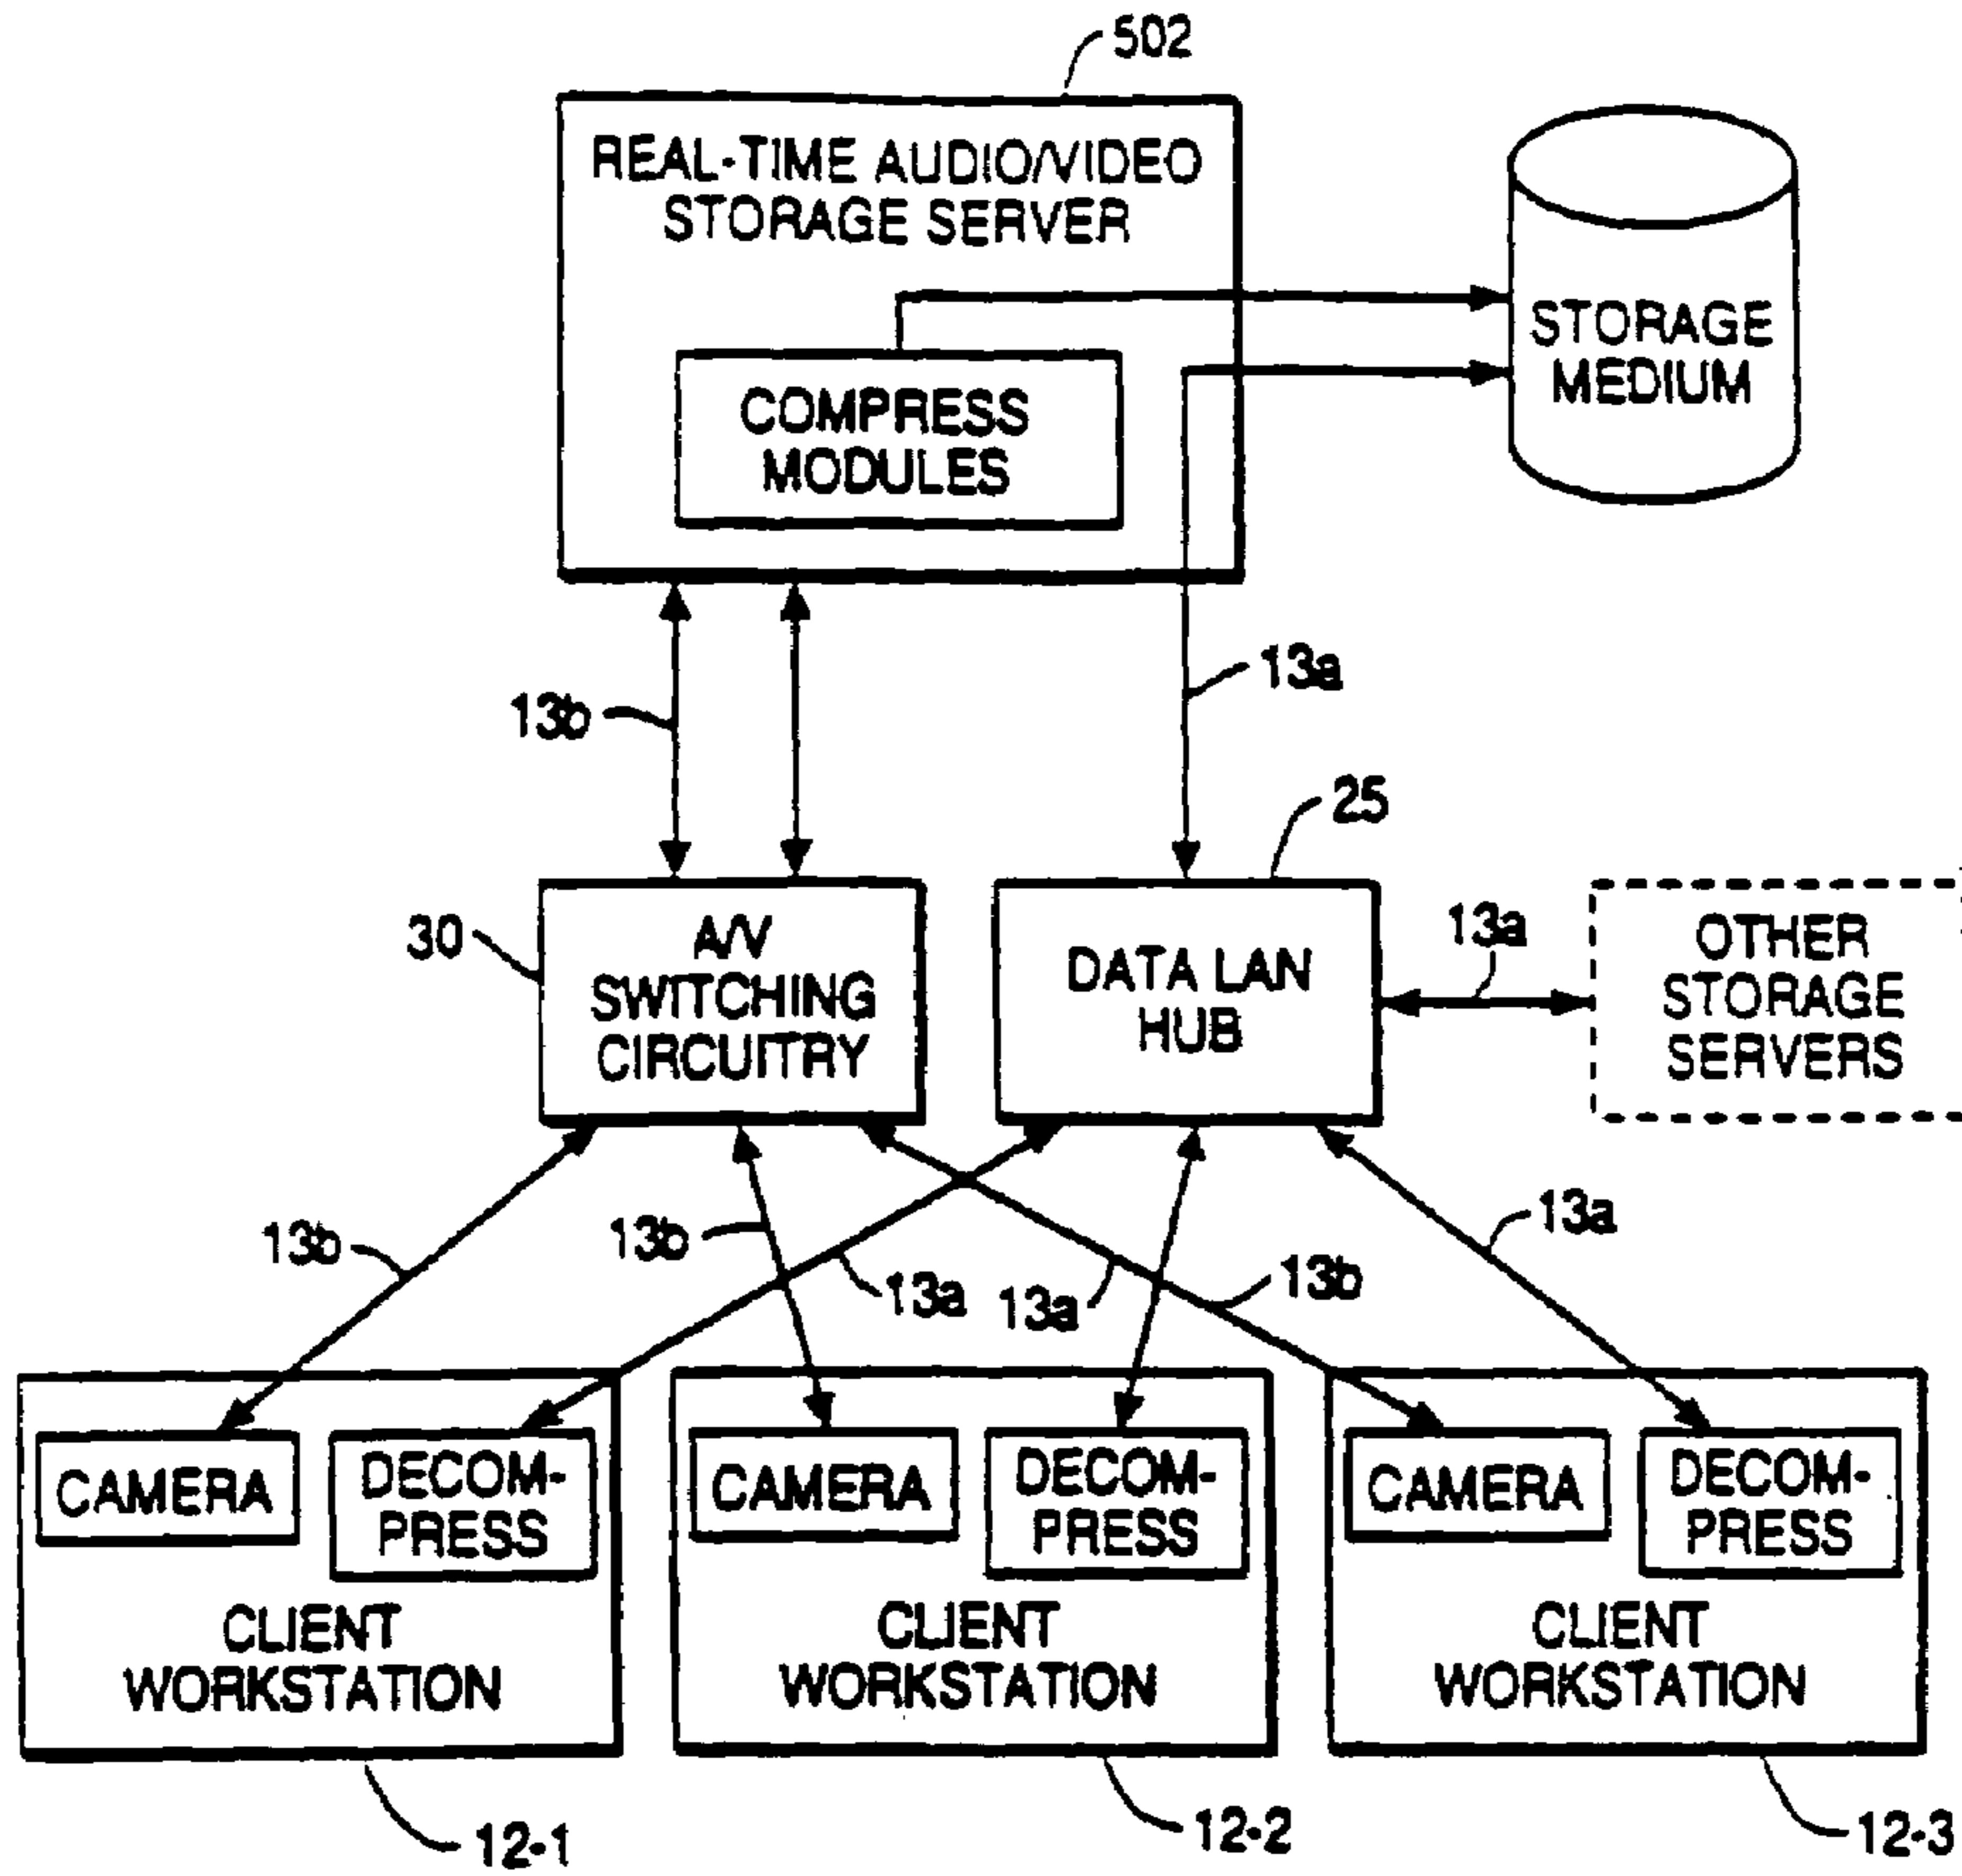 502
REAL-TIME AUDIO/VIDEO
STORAGE SERVER
STORAGE
MEDIUM
COMPRESS
MODULES
13a
13b
25
30
A/V
SWITCHING
CIRCUITRY
DATA LAN
HUB
13a
OTHER
STORAGE
SERVERS
13b
13b
13a
13a
13b
13a
CAMERA
DECOM-
PRESS
CLIENT
WORKSTATION
CAMERA
DECOM-
PRESS
CLIENT
WORKSTATION
CAMERA
DECOM-
PRESS
CLIENT
WORKSTATION
12-1
12-2
12-3